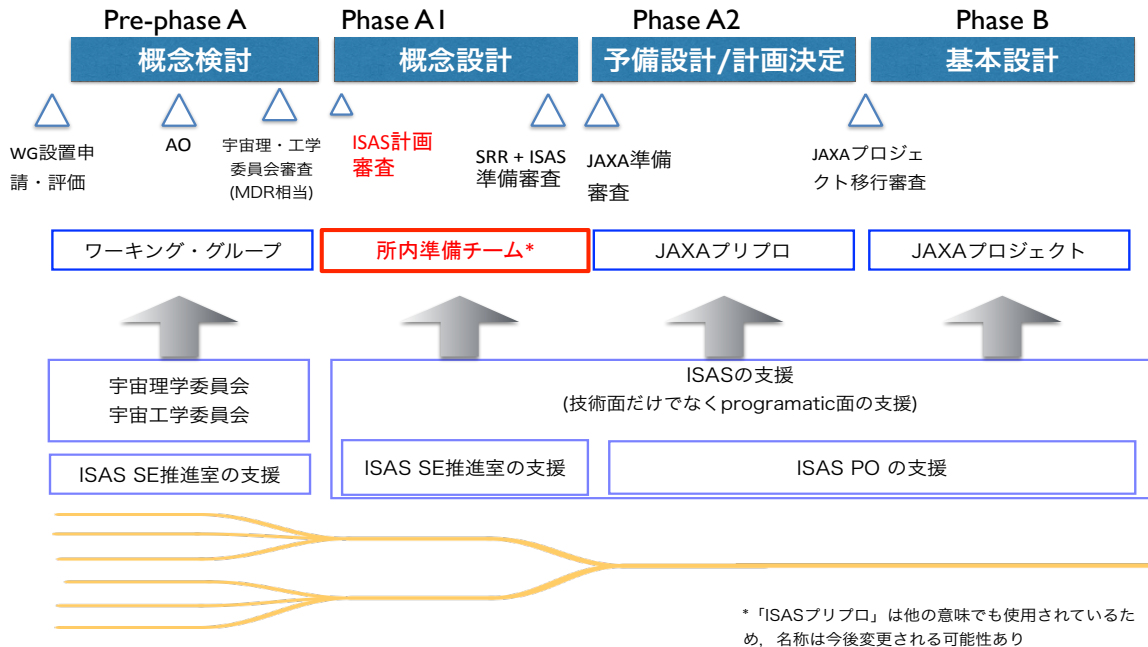 Pre-phase A
Phase A1
Phase A2
Phase B
概念検討
概念設計
予備設計/計画決定
基本設計
WG設置申
請・評価
AO
宇宙理・工学
委員会審査
(MDR相当)
ISAS計画
審査
SRR + ISAS
準備審査
JAXA準備
審査
JAXAプロジェ
クト移行審査
ワーキング・グループ
所内準備チーム*
JAXAプリプロ
JAXAプロジェクト
宇宙理学委員会
宇宙工学委員会
ISAS SE推進室の支援
ISASの支援
(技術面だけでなくprogramatic面の支援)
ISAS SE推進室の支援
ISAS PO の支援
*「ISASプリプロ」は他の意味でも使用されているた
め，名称は今後変更される可能性あり